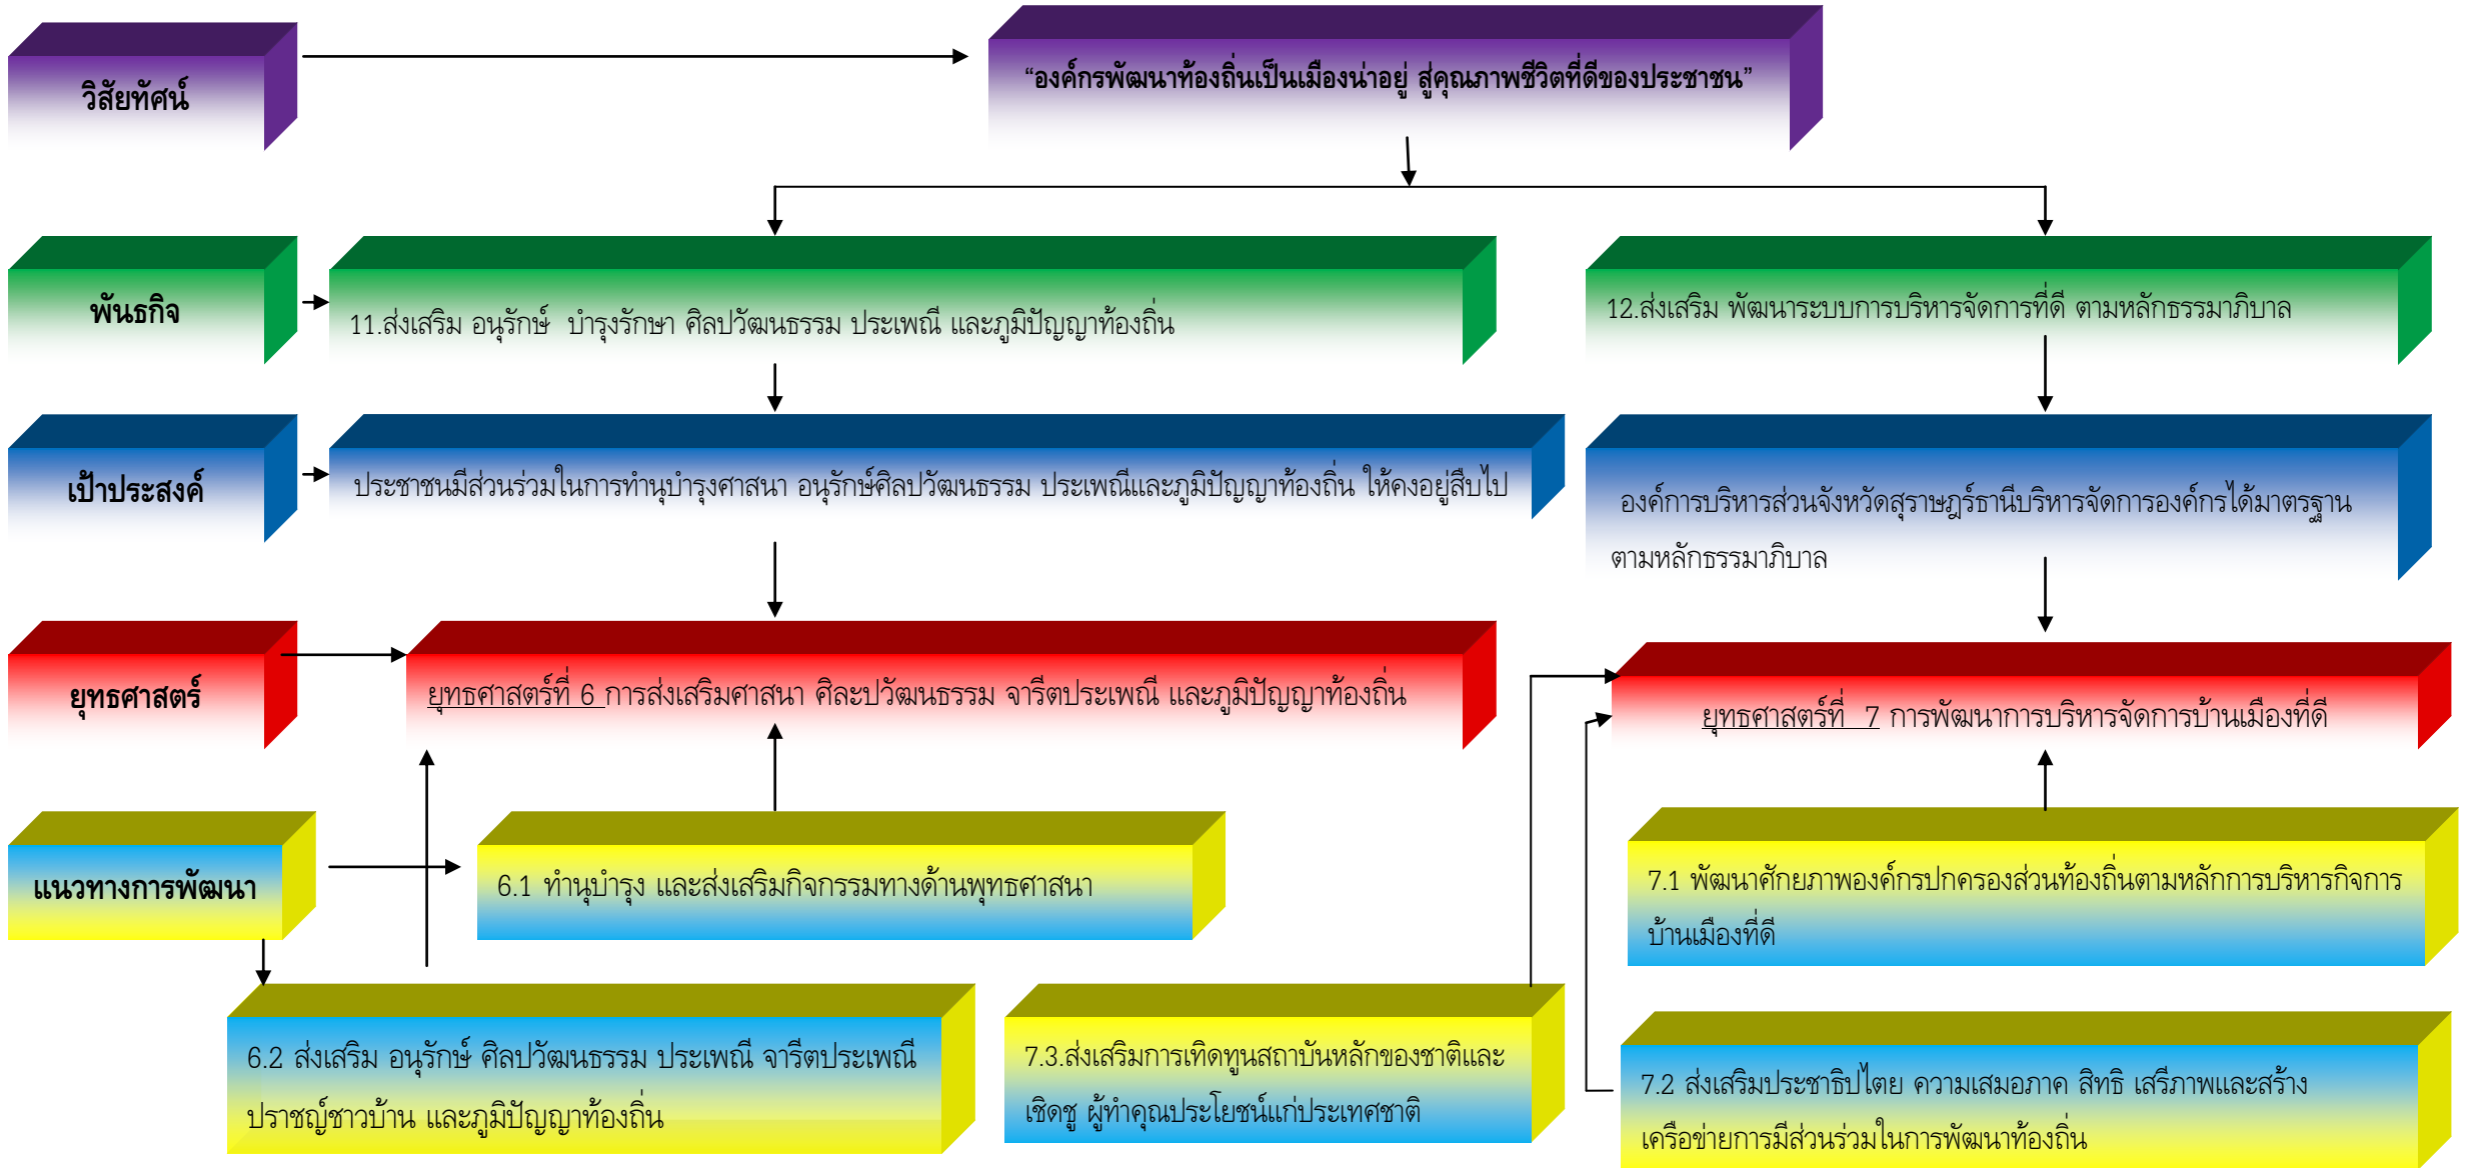 วิสัยทัศน์
“องค์กรพัฒนาท้องถิ่นเป็นเมืองน่าอยู่ สู่คุณภาพชีวิตที่ดีของประชาชน”
พันธกิจ
11.ส่งเสริม อนุรักษ์ บำรุงรักษา ศิลปวัฒนธรรม ประเพณี และภูมิปัญญาท้องถิ่น
12.ส่งเสริม พัฒนาระบบการบริหารจัดการที่ดี ตามหลักธรรมาภิบาล
เป้าประสงค์
ประชาชนมีส่วนร่วมในการทำนุบำรุงศาสนา อนุรักษ์ศิลปวัฒนธรรม ประเพณีและภูมิปัญญาท้องถิ่น ให้คงอยู่สืบไป
องค์การบริหารส่วนจังหวัดสุราษฎร์ธานีบริหารจัดการองค์กรได้มาตรฐาน
ตามหลักธรรมาภิบาล
ยุทธศาสตร์
ยุทธศาสตร์ที่ 6 การส่งเสริมศาสนา ศิละปวัฒนธรรม จารีตประเพณี และภูมิปัญญาท้องถิ่น
ยุทธศาสตร์ที่ 7 การพัฒนาการบริหารจัดการบ้านเมืองที่ดี
แนวทางการพัฒนา
6.1 ทำนุบำรุง และส่งเสริมกิจกรรมทางด้านพุทธศาสนา
7.1 พัฒนาศักยภาพองค์กรปกครองส่วนท้องถิ่นตามหลักการบริหารกิจการ
บ้านเมืองที่ดี
6.2 ส่งเสริม อนุรักษ์ ศิลปวัฒนธรรม ประเพณี จารีตประเพณี
ปราชญ์ชาวบ้าน และภูมิปัญญาท้องถิ่น
7.3.ส่งเสริมการเทิดทูนสถาบันหลักของชาติและ
เชิดชู ผู้ทำคุณประโยชน์แก่ประเทศชาติ
7.2 ส่งเสริมประชาธิปไตย ความเสมอภาค สิทธิ เสรีภาพและสร้าง
เครือข่ายการมีส่วนร่วมในการพัฒนาท้องถิ่น